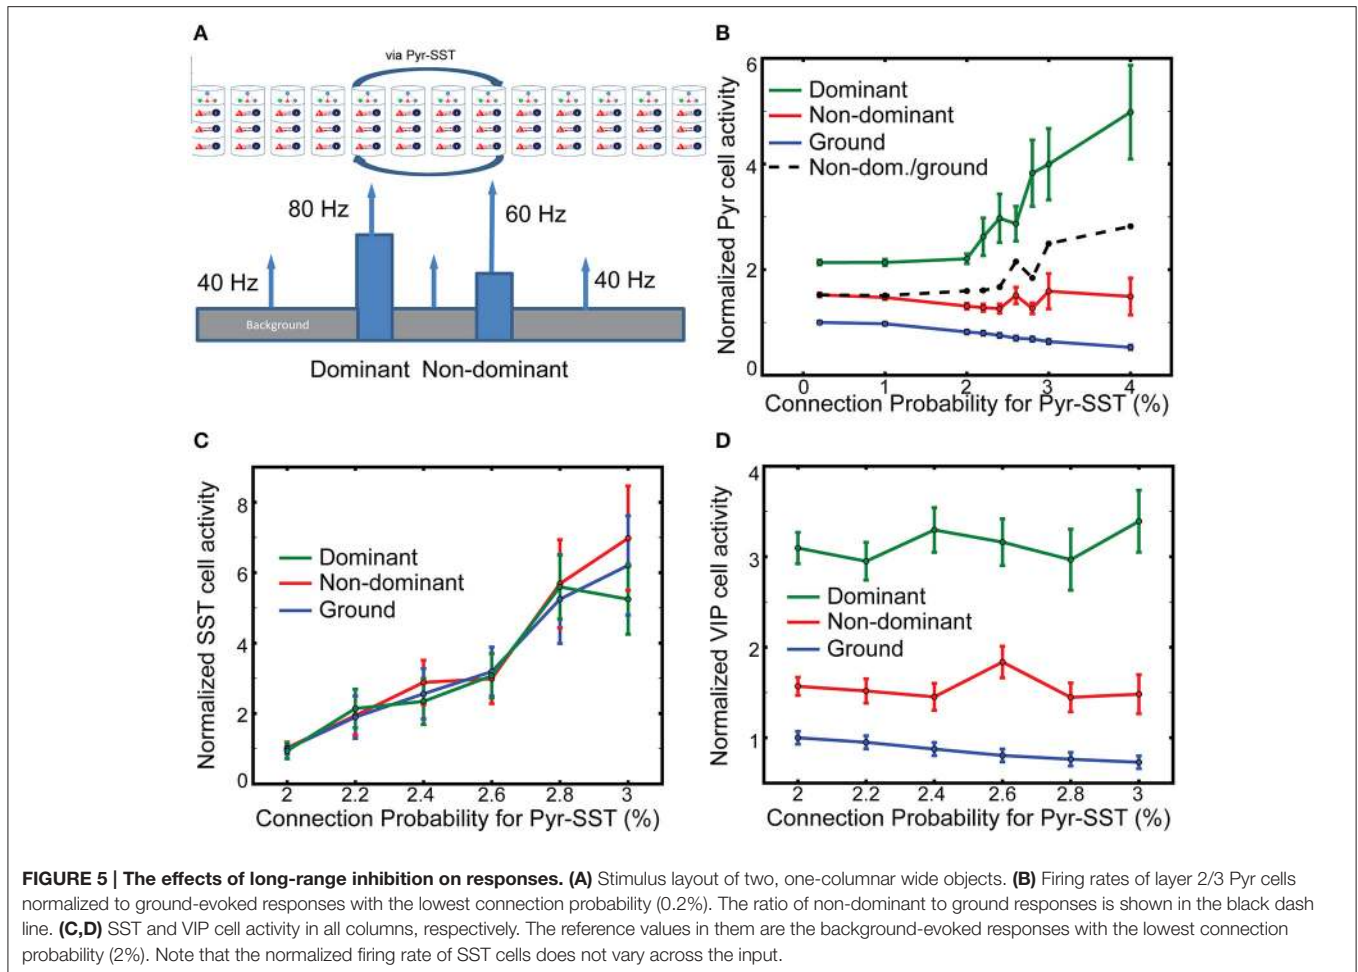 A
via Pyr-SST
80 Hz
60 Hz
40 Hz
40 Hz
Background
Dominant Non-dominant
B
Normalized Pyr cell activity
6
4
2
0
Dominant
Non-dominant
Ground
Non-dom./ground
0 1 2 3 4
Connection Probability for Pyr-SST (%)
C
Normalized SST cell activity
8
6
4
2
0
Dominant
Non-dominant
Ground
2 2.2 2.4 2.6 2.8 3
Connection Probability for Pyr-SST (%)
D
Normalized VIP cell activity
4
3
2
1
Dominant
Non-dominant
Ground
2 2.2 2.4 2.6 2.8 3
Connection Probability for Pyr-SST (%)
FIGURE 5 | The effects of long-range inhibition on responses. (A) Stimulus layout of two, one-columnar wide objects. (B) Firing rates of layer 2/3 Pyr cells
normalized to ground-evoked responses with the lowest connection probability (0.2%). The ratio of non-dominant to ground responses is shown in the black dash
line. (C,D) SST and VIP cell activity in all columns, respectively. The reference values in them are the background-evoked responses with the lowest connection
probability (2%). Note that the normalized firing rate of SST cells does not vary across the input.